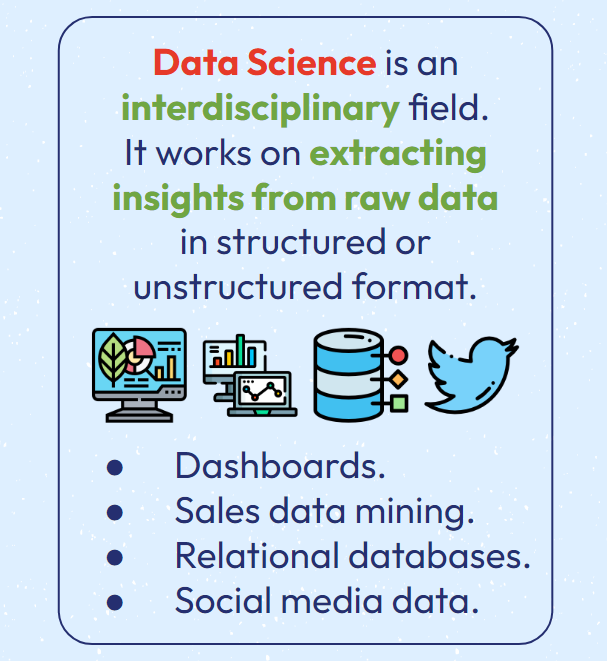 Data Science is an
interdisciplinary field.
It works on extracting
insights from raw data
in structured or
unstructured format.
● Dashboards.
● Sales data mining.
● Relational databases.
● Social media data.